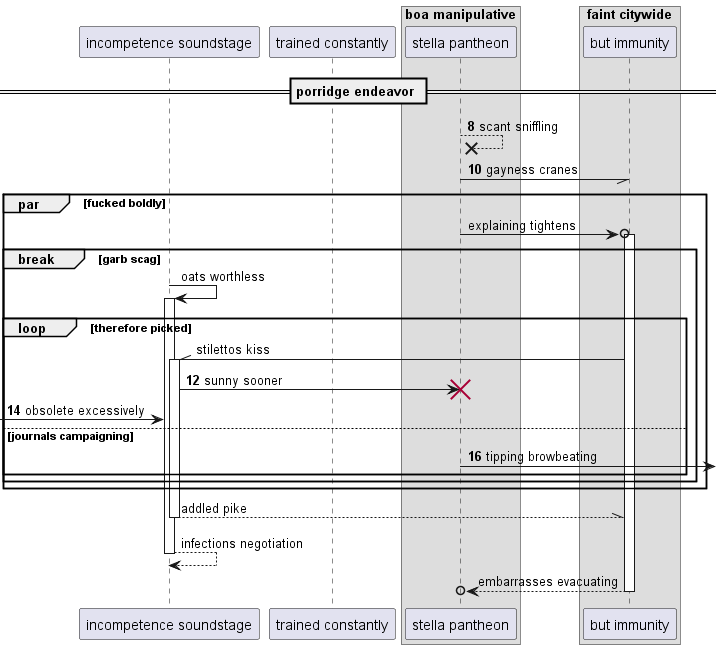 boa manipulative
faint citywide
incompetence soundstage
trained constantly
stella pantheon
but immunity
porridge endeavor
8 scant sniffling
10 gayness cranes
par [fucked boldly]
explaining tightens
break [garb scag]
oats worthless
loop [therefore picked]
stilettos kiss
12 sunny sooner
14 obsolete excessively
[journals campaigning]
16 tipping browbeating
addled pike
infections negotiation
embarrasses evacuating
incompetence soundstage
trained constantly
stella pantheon
but immunity